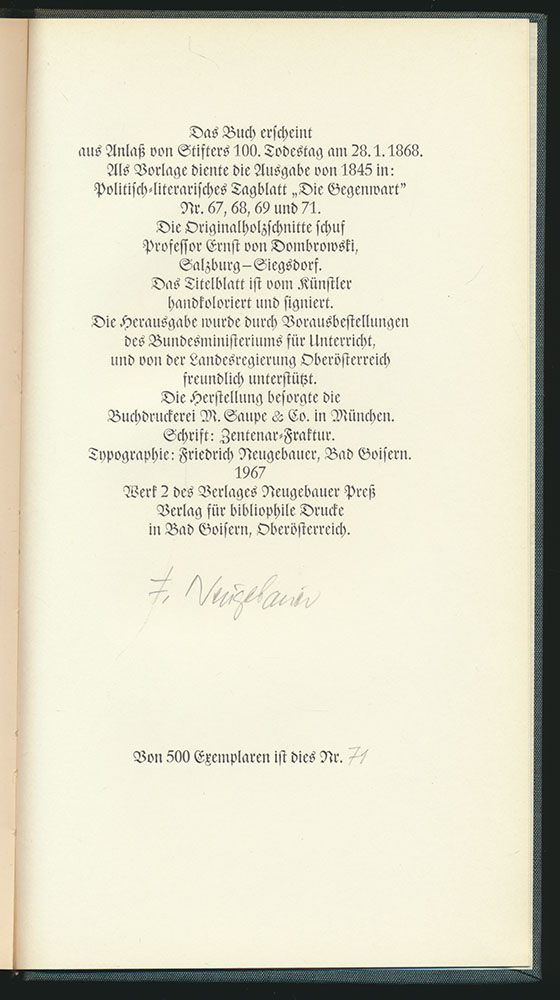 Das Buch erscheint
aus Anlaß von Stifters 100. Todestag am 28. 1. 1868.
Als Vorlage diente die Ausgabe von 1845 in:
Politisch-literarisches Tagblatt „Die Gegenwart”
Nr. 67, 68, 69 und 71.
Die Originalholzschnitte schuf
Professor Ernst von Dombrowski,
Salzburg–Siegsdorf.
Das Titelblatt ist vom Künstler
handkoloriert und signiert.
Die Herausgabe wurde durch Vorausbestellungen
des Bundesministeriums für Unterricht,
und von der Landesregierung Oberösterreich
freundlich unterstützt.
Die Herstellung besorgte die
Buchdruckerei M. Saupe & Co. in München.
Schrift: Zentenar-Fraktur.
Typographie: Friedrich Neugebauer, Bad Goisern.
1967
Werk 2 des Verlages Neugebauer Preß
Verlag für bibliophile Drucke
in Bad Goisern, Oberösterreich.
F. Neugebauer
Von 500 Exemplaren ist dies Nr. 71